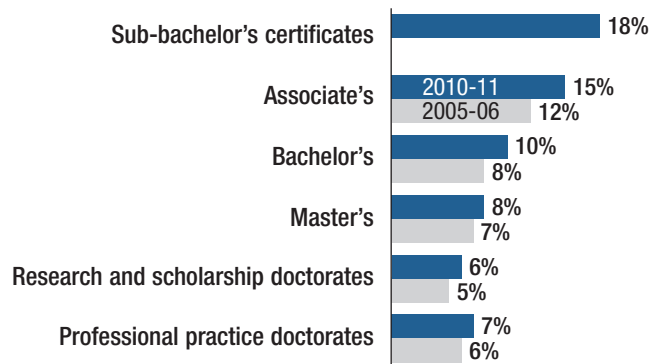 Sub-bachelor's certificates 18%
Associate's 2010-11 15%
2005-06 12%
Bachelor's 10%
8%
Master's 8%
7%
Research and scholarship doctorates 6%
5%
Professional practice doctorates 7%
6%